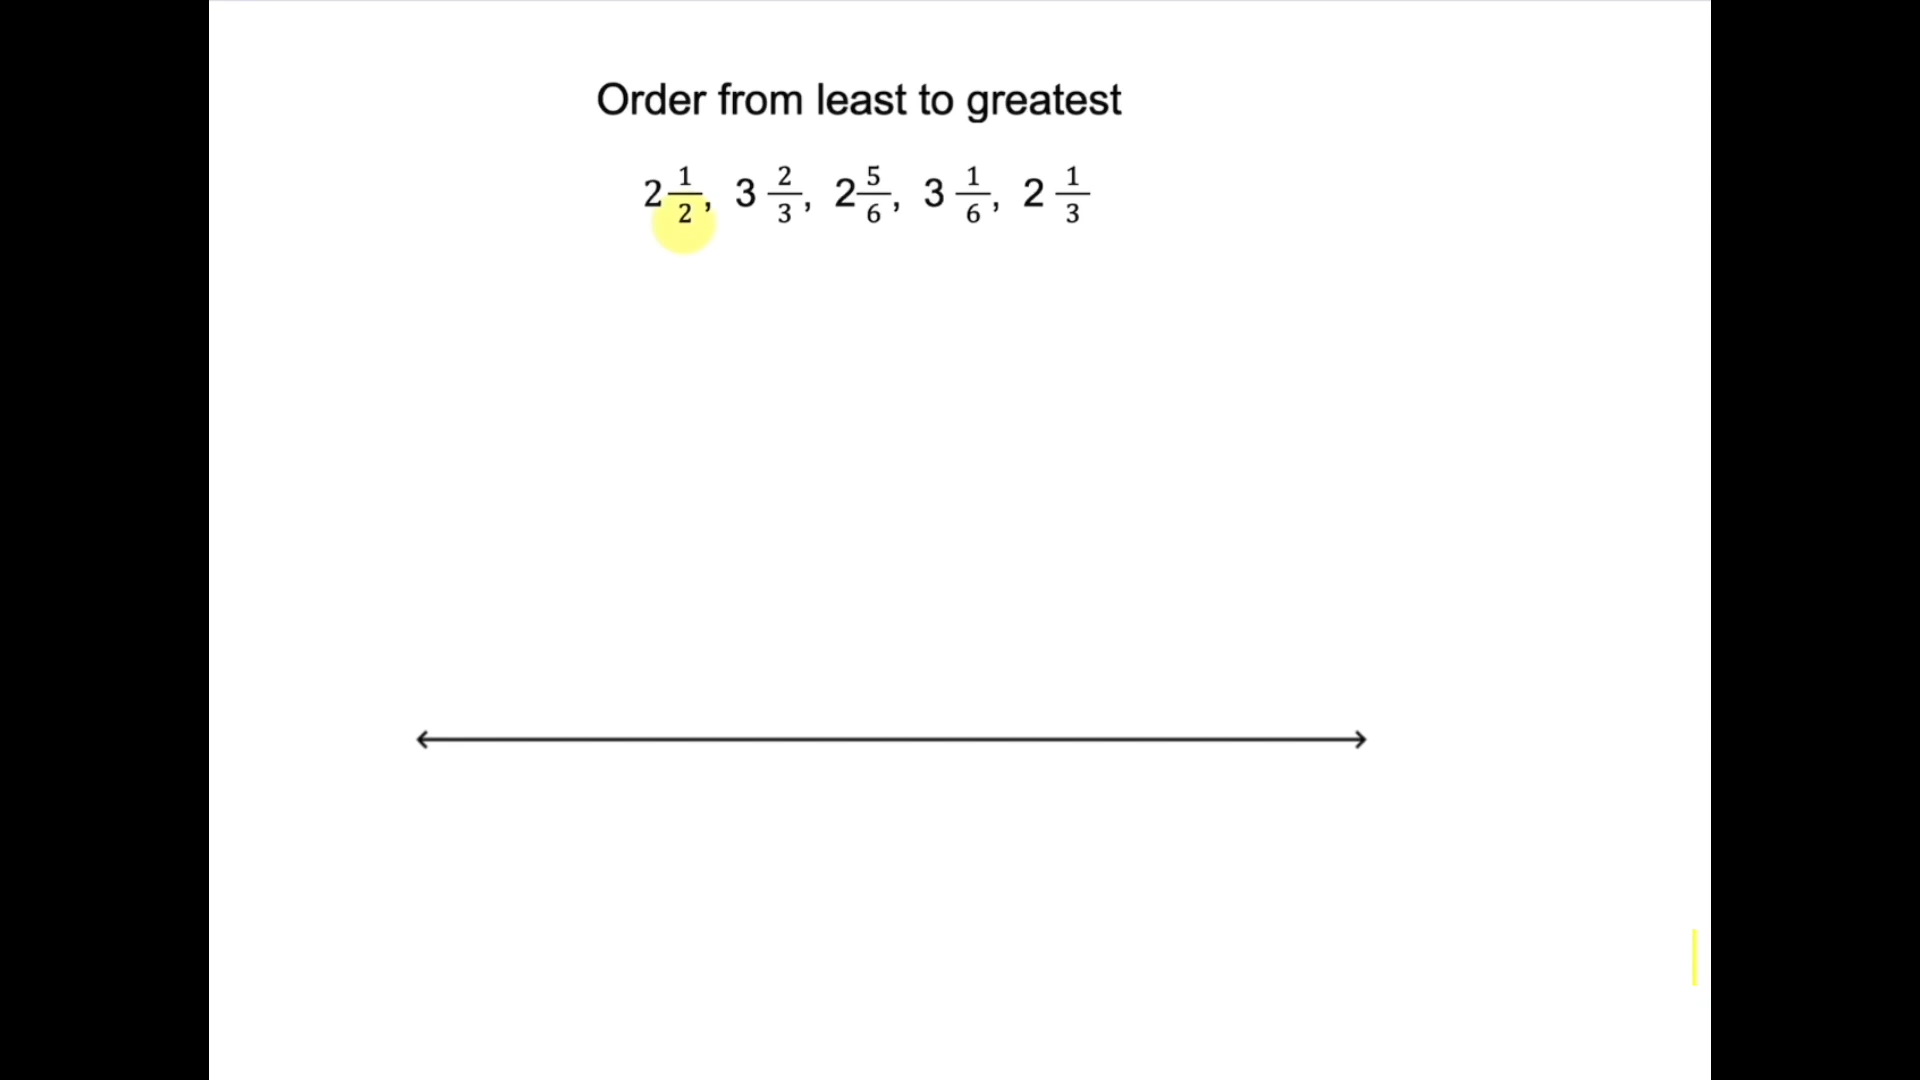 Order from least to greatest
2 1/2, 3 2/3, 2 5/6, 3 1/6, 2 1/3